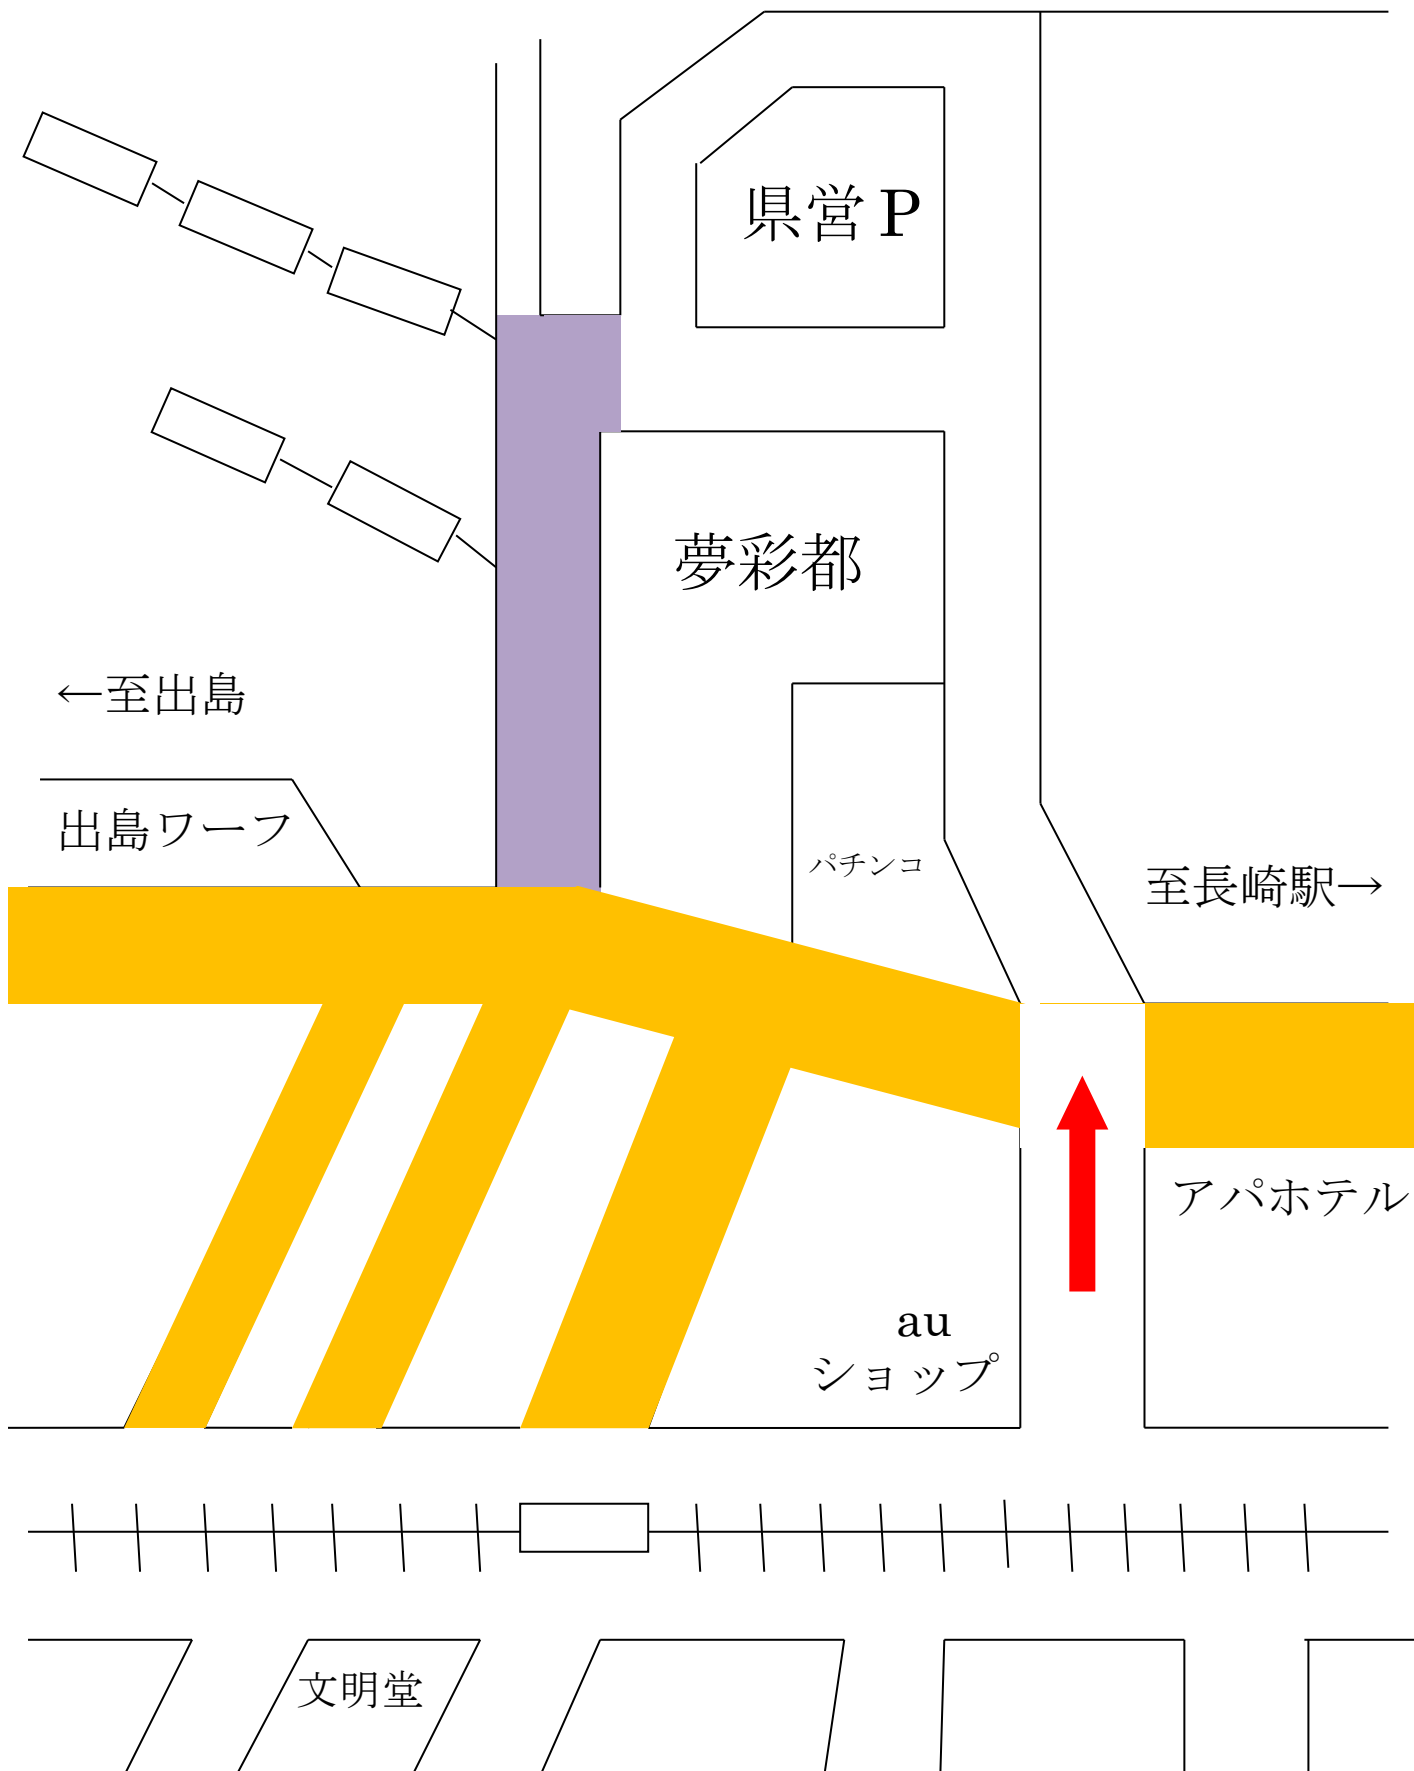 県営P
夢彩都
←至出島
出島ワーフ
パチンコ
至長崎駅→
アパホテル
au
ショップ
文明堂